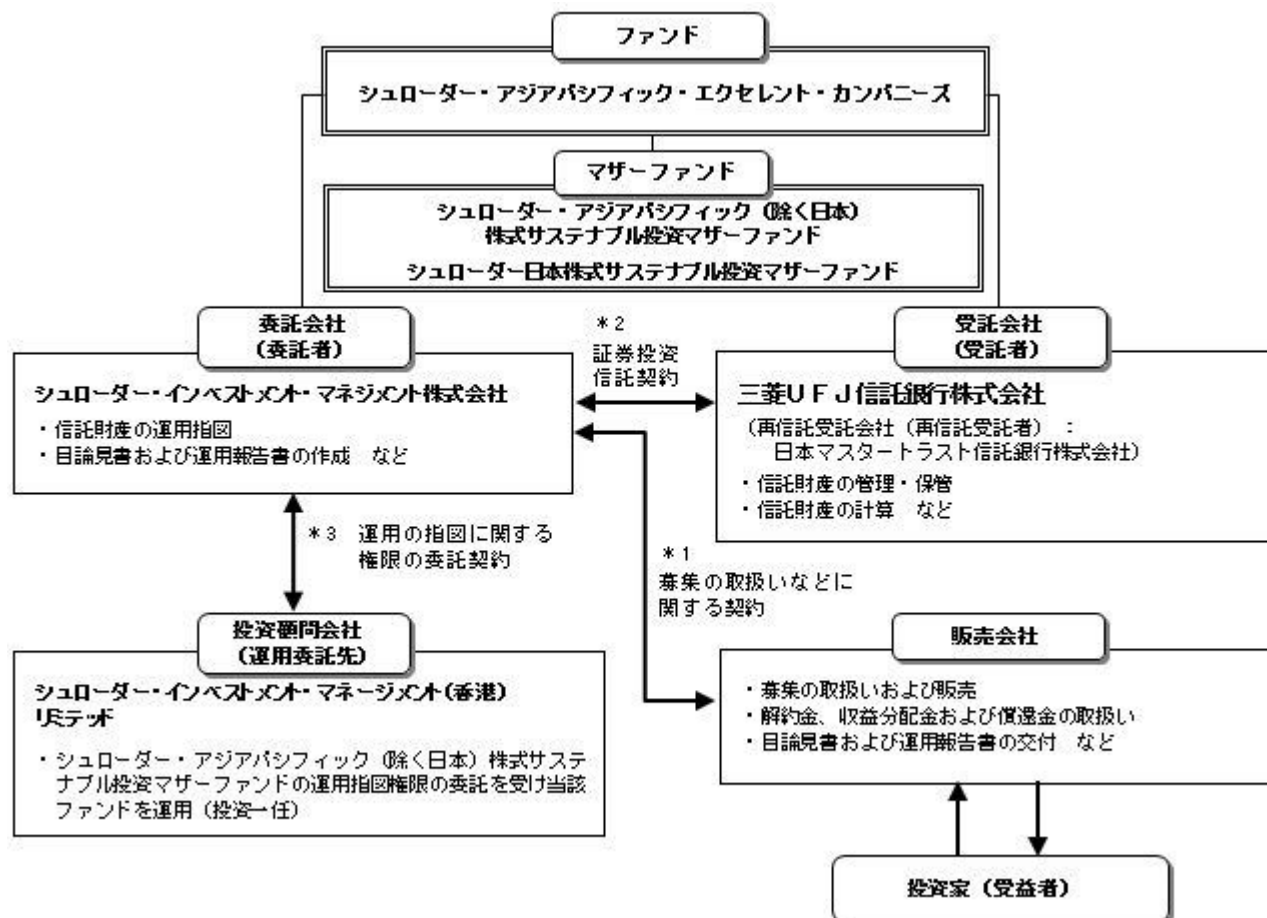 ファンド
シュローダー・アジアパシフィック・エクセレント・カンパニーズ
マザーファンド
シュローダー・アジアパシフィック（除く日本）
株式サステナブル投資マザーファンド
シュローダー日本株式サステナブル投資マザーファンド
委託会社
（委託者）
シュローダー・インベストメント・マネジメント株式会社
・信託財産の運用指図
・目論見書および運用報告書の作成　など
＊2
証券投資
信託契約
受託会社
（受託者）
三菱ＵＦＪ信託銀行株式会社
（再信託受託会社（再信託受託者）：
日本マスタートラスト信託銀行株式会社）
・信託財産の管理・保管
・信託財産の計算　など
＊3　運用の指図に関する
権限の委託契約
＊1
募集の取扱いなどに
関する契約
投資顧問会社
（運用委託先）
シュローダー・インベストメント・マネージメント（香港）
リミテッド
・シュローダー・アジアパシフィック（除く日本）株式サステ
ナブル投資マザーファンドの運用指図権限の委託を受け当該
ファンドを運用（投資一任）
販売会社
・募集の取扱いおよび販売
・解約金、収益分配金および償還金の取扱い
・目論見書および運用報告書の交付　など
投資家（受益者）